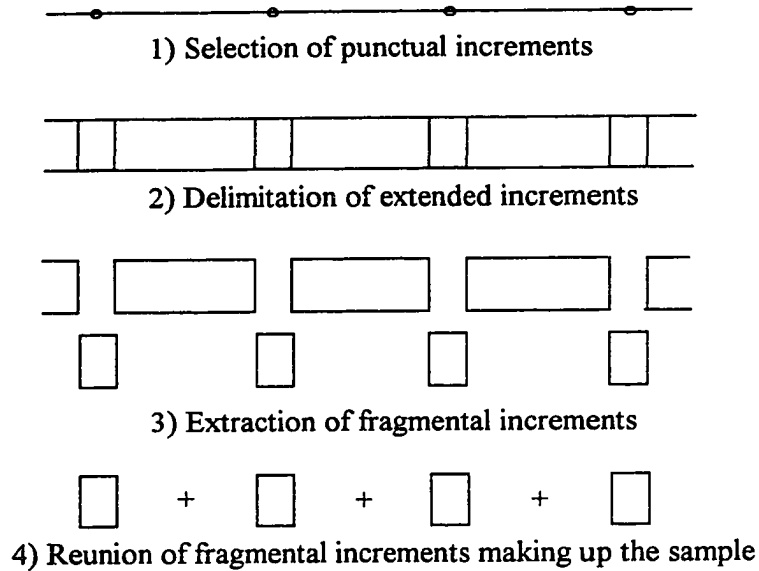 1) Selection of punctual increments
2) Delimitation of extended increments
3) Extraction of fragmental increments
+ + +
4) Reunion of fragmental increments making up the sample